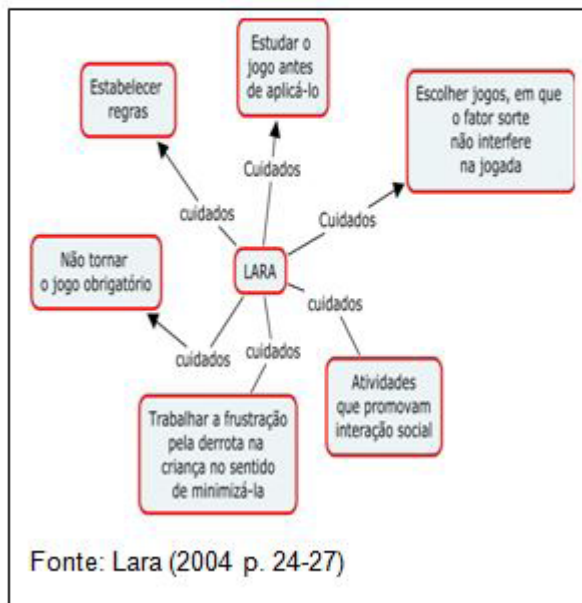 Estudar o
jogo antes
de aplicá-lo
Estabelecer
regras
Escolher jogos, em que
o fator sorte
não interfere
na jogada
Cuidados
cuidados
Cuidados
Não tornar
o jogo obrigatório
LARA
cuidados
cuidados
cuidados
Trabalhar a frustração
pela derrota na
criança no sentido
de minimizá-la
Atividades
que promovam
interação social
Fonte: Lara (2004 p. 24-27)